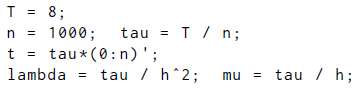 T = 8;
n = 1000;  tau = T / n;
t = tau*(0:n)';
lambda = tau / h^2;  mu = tau / h;